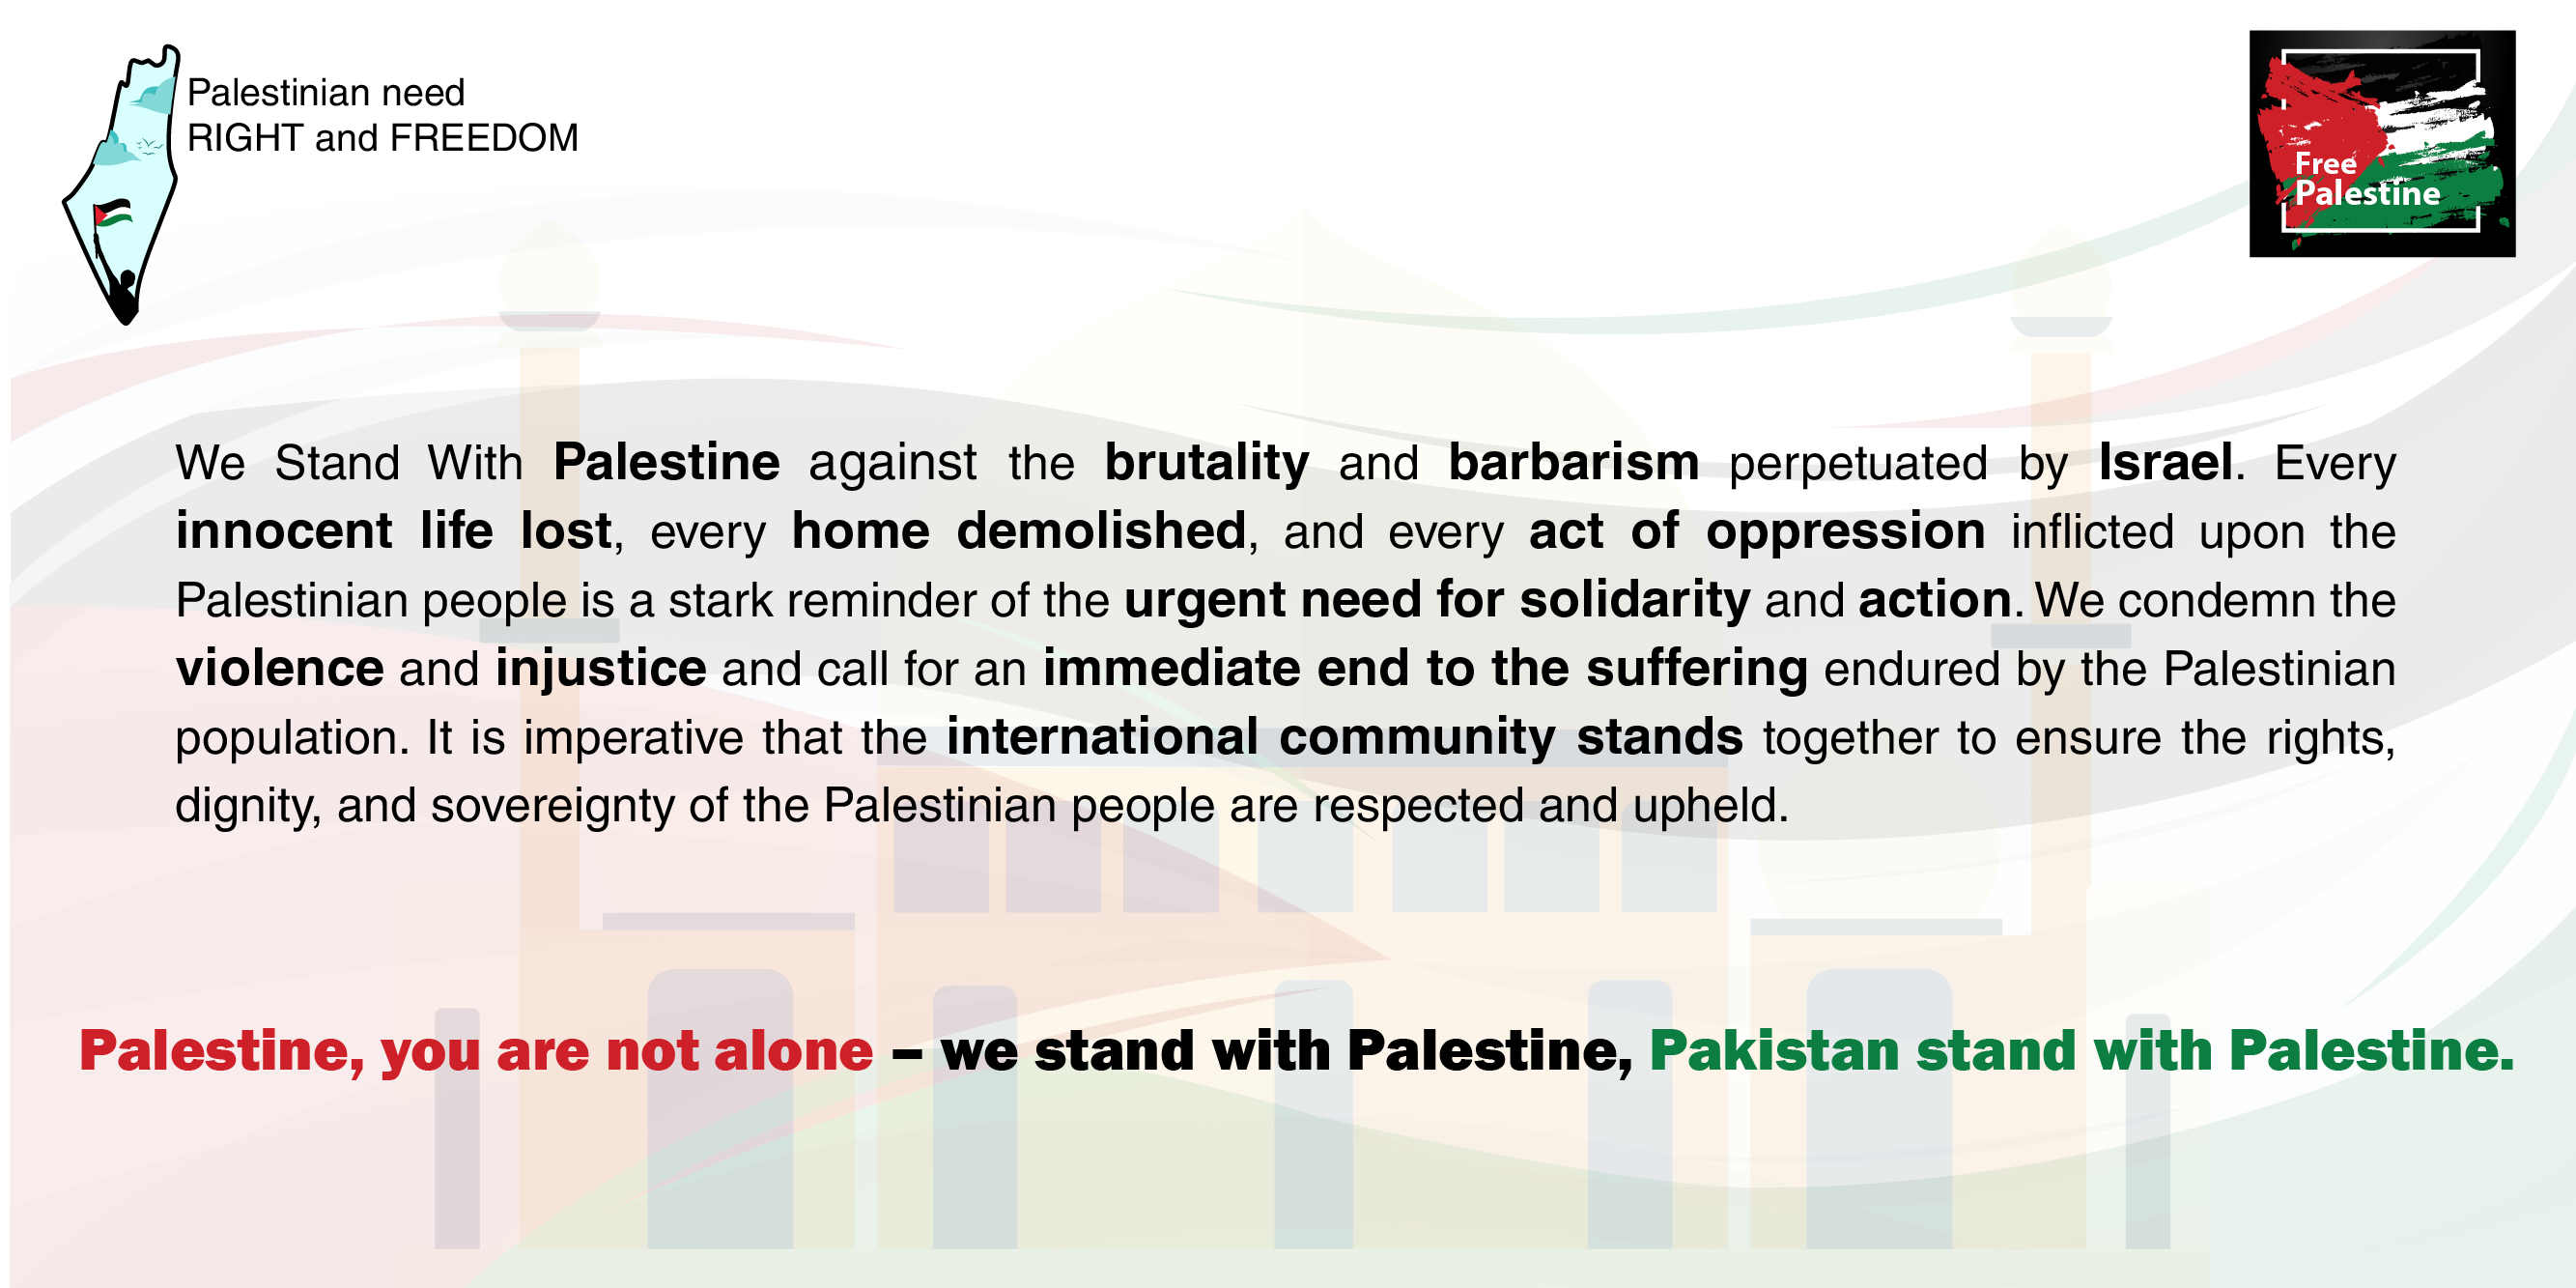 Palestinian need
RIGHT and FREEDOM
Free
Palestine
We Stand With Palestine against the brutality and barbarism perpetuated by Israel. Every
innocent life lost, every home demolished, and every act of oppression inflicted upon the
Palestinian people is a stark reminder of the urgent need for solidarity and action. We condemn the
violence and injustice and call for an immediate end to the suffering endured by the Palestinian
population. It is imperative that the international community stands together to ensure the rights,
dignity, and sovereignty of the Palestinian people are respected and upheld.
Palestine, you are not alone – we stand with Palestine, Pakistan stand with Palestine.